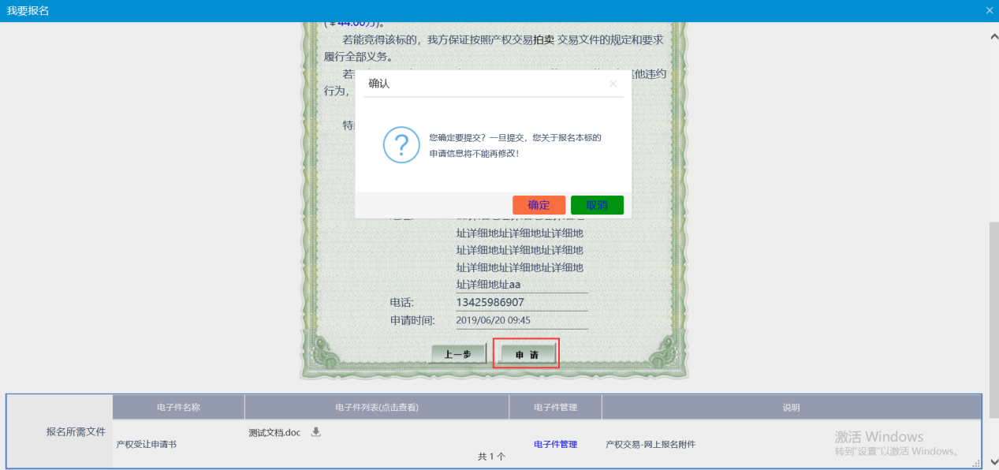 我要报名
(￥44.00万)。
若能竞得该标的，我方保证按照产权交易拍卖 交易文件的规定和要求
履行全部义务。
其他违约
行为，
确认
您确定要提交？一旦提交，您关于报名本标的
申请信息将不能再修改！
确定
取消
址详细地址详细地址详细地
址详细地址详细地址详细地
址详细地址详细地址详细地
址详细地址aa
电话:
13425986907
申请时间:
2019/06/20 09:45
上一步
申 请
电子件名称
电子件列表(点击查看)
电子件管理
说明
报名所需文件
产权受让申请书
测试文档.doc
共 1 个
电子件管理
产权交易-网上报名附件
激活 Windows
转到"设置"以激活 Windows。